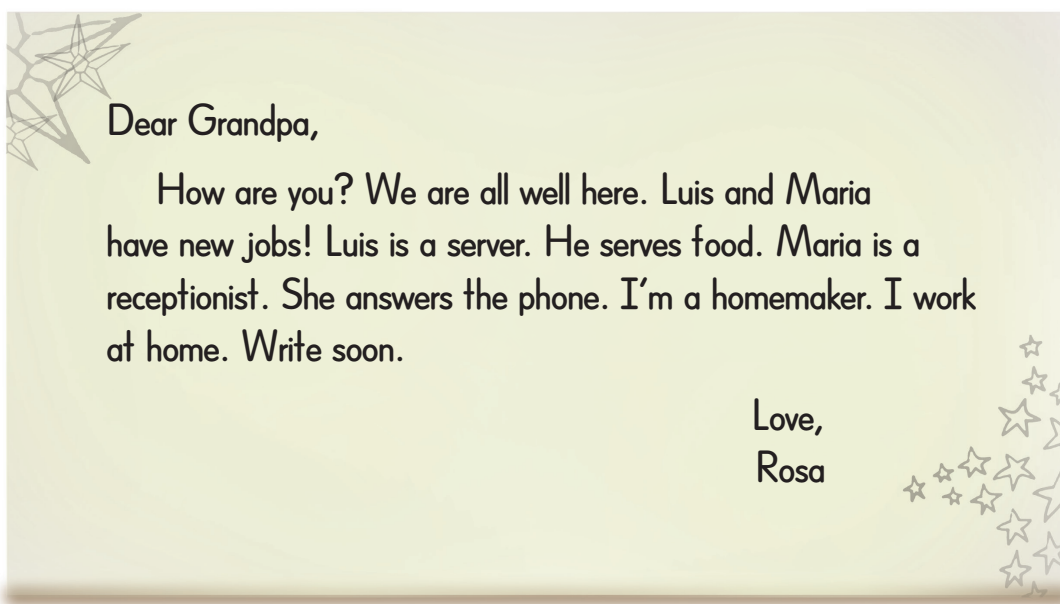 Dear Grandpa,
How are you? We are all well here. Luis and Maria
have new jobs! Luis is a server. He serves food. Maria is a
receptionist. She answers the phone. I’m a homemaker. I work
at home. Write soon.
Love,
Rosa